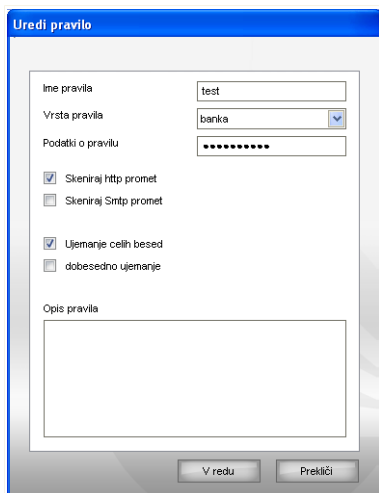 Uredi pravilo
Ime pravila test
Vrsta pravila banka
Podatki o pravilu ••••••••••
Skeniraj http promet
Skeniraj Smtp promet
Ujemanje celih besed
dobesedno ujemanje
Opis pravila
V redu Prekliči